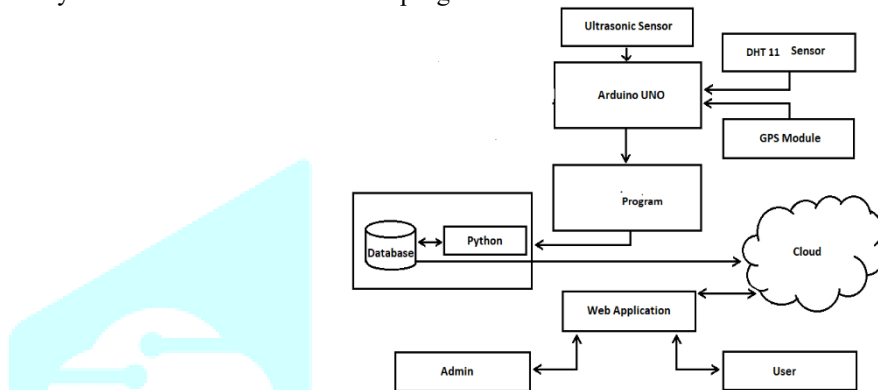 Ultrasonic Sensor
DHT 11 Sensor
Arduino UNO
GPS Module
Program
Python
Database
Cloud
Web Application
Admin
User